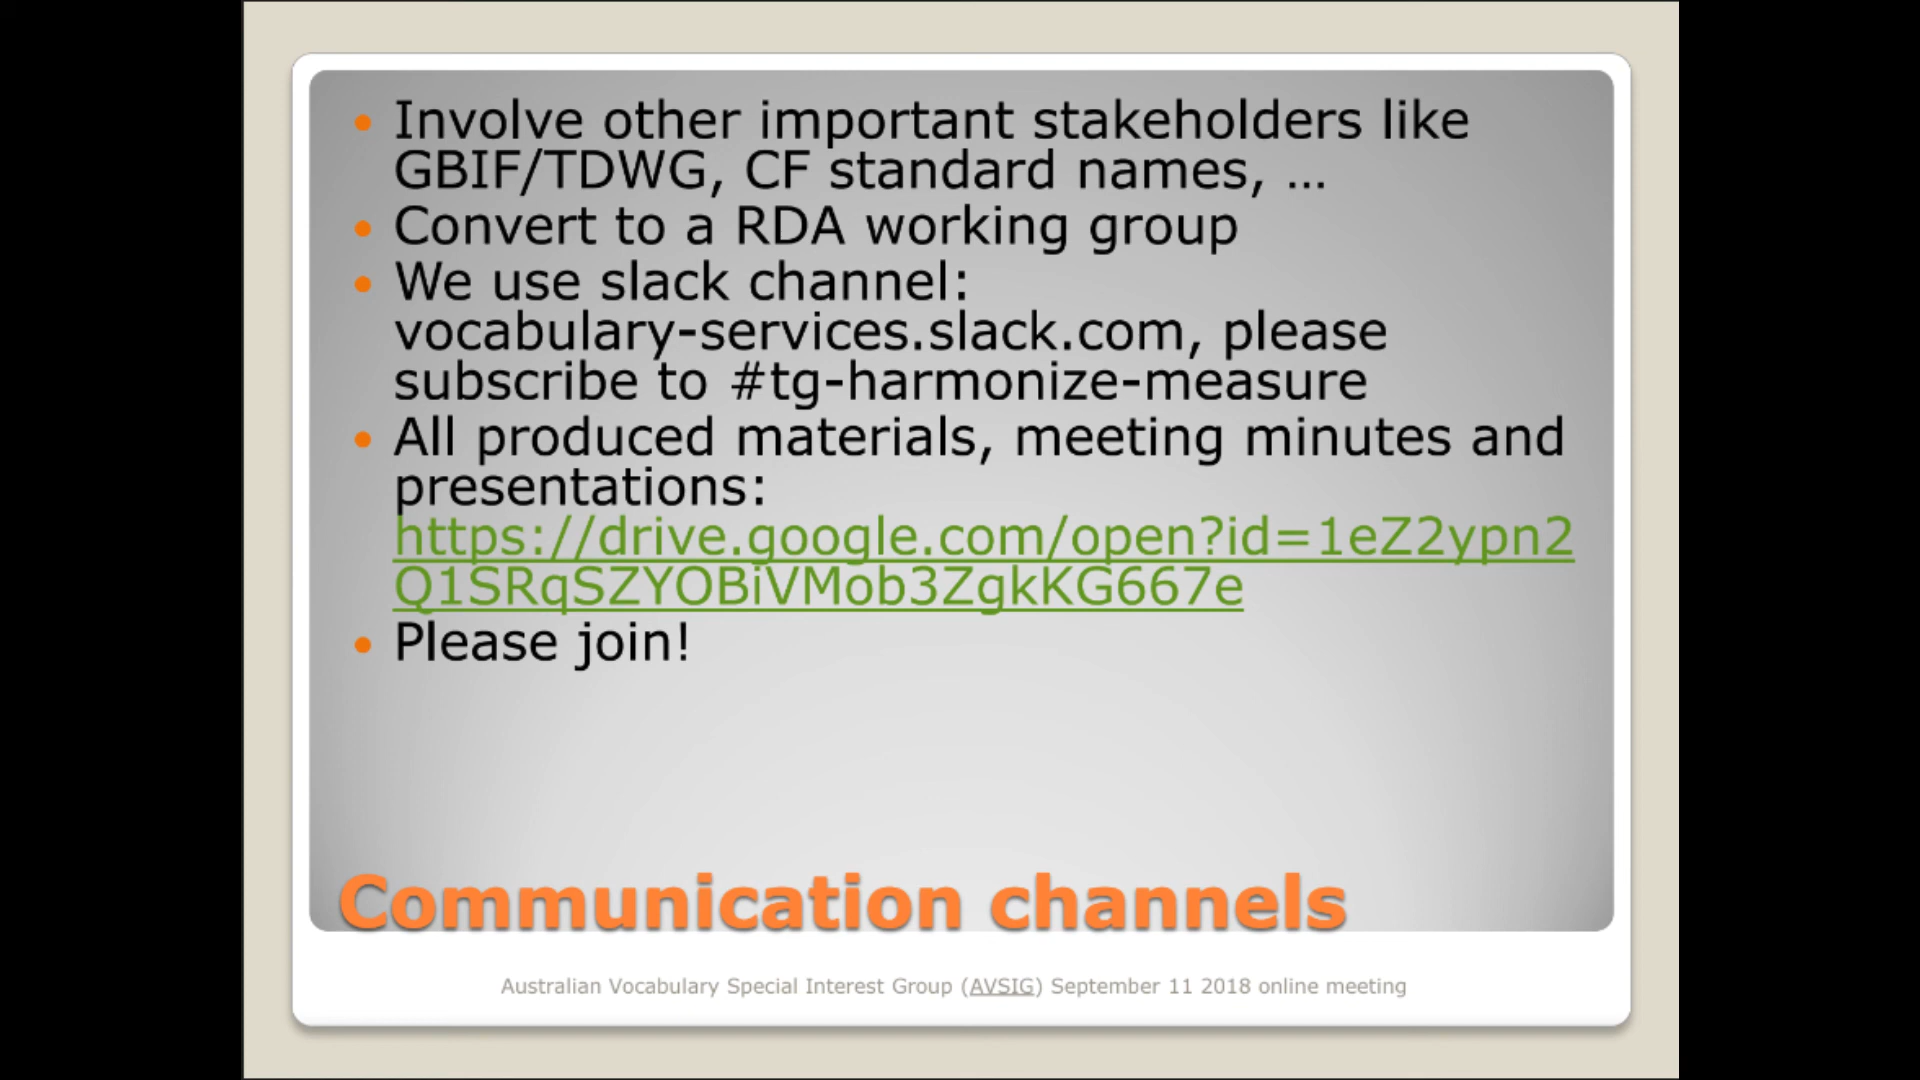 • Involve other important stakeholders like
GBIF/TDWG, CF standard names, …
• Convert to a RDA working group
• We use slack channel:
vocabulary-services.slack.com, please
subscribe to #tg-harmonize-measure
• All produced materials, meeting minutes and
presentations:
https://drive.google.com/open?id=1eZ2ypn2
Q1SRqSZYOBiVMob3ZgkKG667e
• Please join!
Communication channels
Australian Vocabulary Special Interest Group (AVSIG) September 11 2018 online meeting